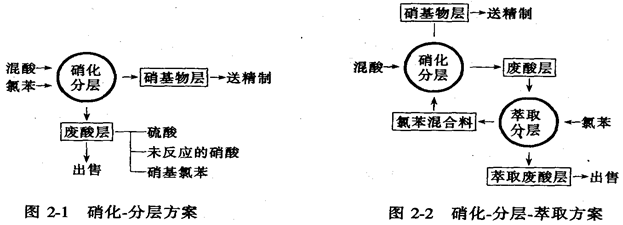 混酸
氯苯
硝化
分层
硝基物层
送精制
废酸层
硫酸
未反应的硝酸
硝基氯苯
出售
图 2-1 硝化-分层方案
硝基物层
送精制
混酸
硝化
分层
废酸层
氯苯混合料
萃取
分层
氯苯
萃取废酸层
出售
图 2-2 硝化-分层-萃取方案